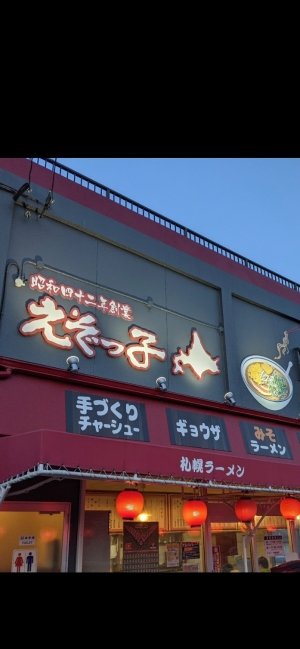 昭和四十二年創業
えぞっ子
手づくり
チャーシュー
ギョウザ
みそ
ラーメン
札幌ラーメン